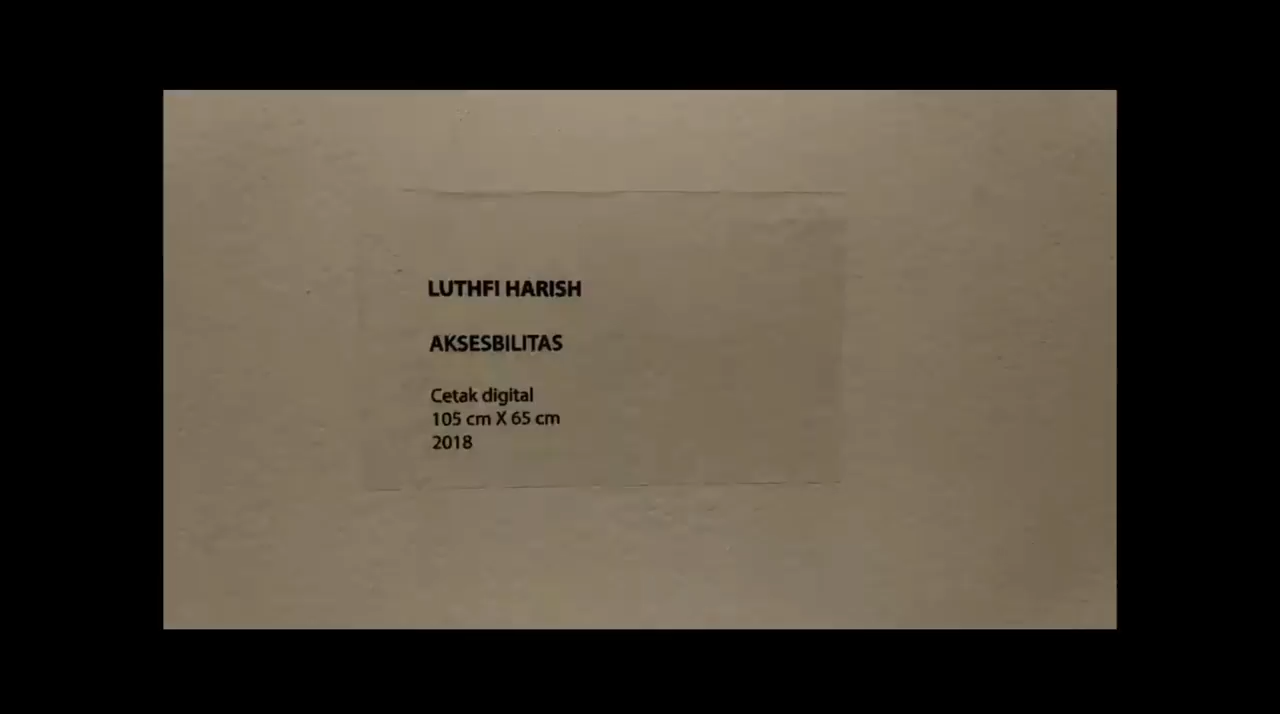 LUTHFI HARISH
AKSESBILITAS
Cetak digital
105 cm X 65 cm
2018